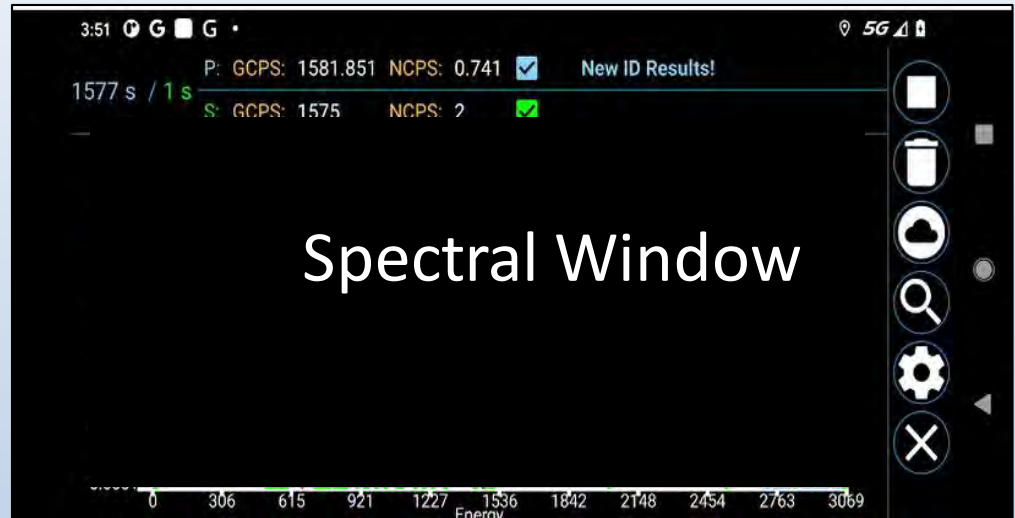 3:51 G G 5G
P: GCPS: 1581.851 NCPS: 0.741 New ID Results!
1577 s / 1 s
S: GCPS: 1575 NCPS: 2
Spectral Window
0 306 615 921 1227 1536 1842 2148 2454 2763 3069
Energy